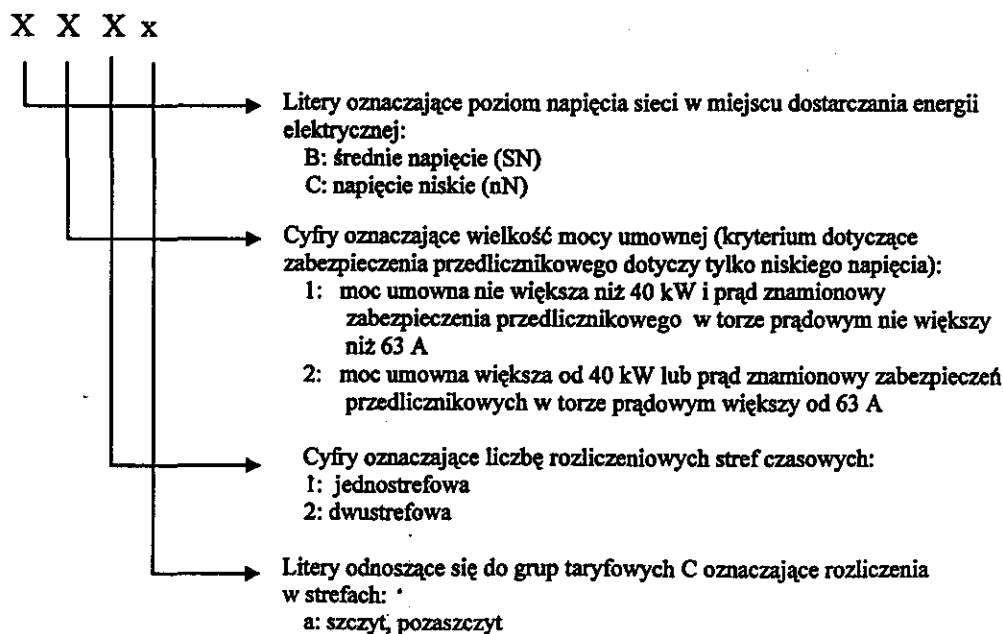 X X X x
Litery oznaczające poziom napięcia sieci w miejscu dostarczania energii
elektrycznej:
B: średnie napięcie (SN)
C: napięcie niskie (nN)
Cyfry oznaczające wielkość mocy umownej (kryterium dotyczące
zabezpieczenia przedlicznikowego dotyczy tylko niskiego napięcia):
1: moc umowna nie większa niż 40 kW i prąd znamionowy
zabezpieczenia przedlicznikowego w torze prądowym nie większy
niż 63 A
2: moc umowna większa od 40 kW lub prąd znamionowy zabezpieczeń
przedlicznikowych w torze prądowym większy od 63 A
Cyfry oznaczające liczbę rozliczeniowych stref czasowych:
1: jednostrefowa
2: dwustrefowa
Litery odnoszące się do grup taryfowych C oznaczające rozliczenia
w strefach:
a: szczyt, pozaszczyt